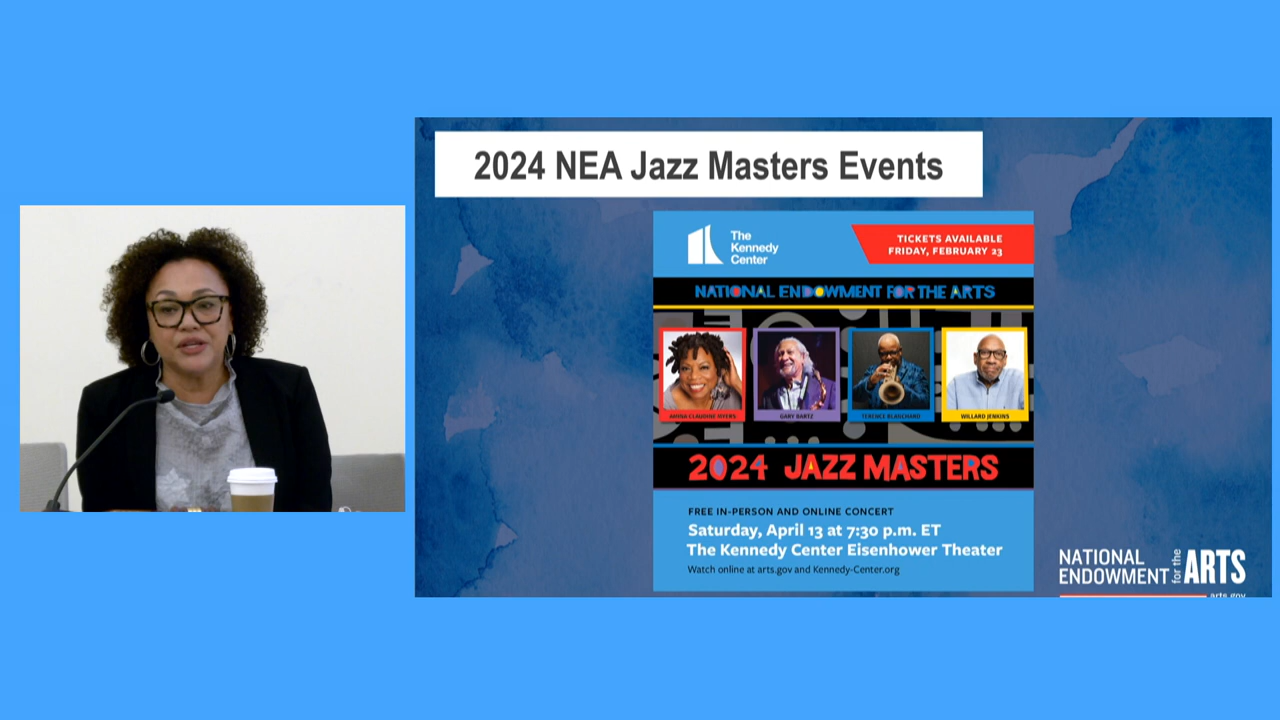 2024 NEA Jazz Masters Events
The
Kennedy
Center
TICKETS AVAILABLE
FRIDAY, FEBRUARY 23
NATIONAL ENDOWMENT FOR THE ARTS
AMINA CLAUDINE MYERS
GARY BARTZ
TERENCE BLANCHARD
WILLARD JENKINS
2024 JAZZ MASTERS
FREE IN-PERSON AND ONLINE CONCERT
Saturday, April 13 at 7:30 p.m. ET
The Kennedy Center Eisenhower Theater
Watch online at arts.gov and Kennedy-Center.org
NATIONAL
ENDOWMENT for the ARTS
arts.gov